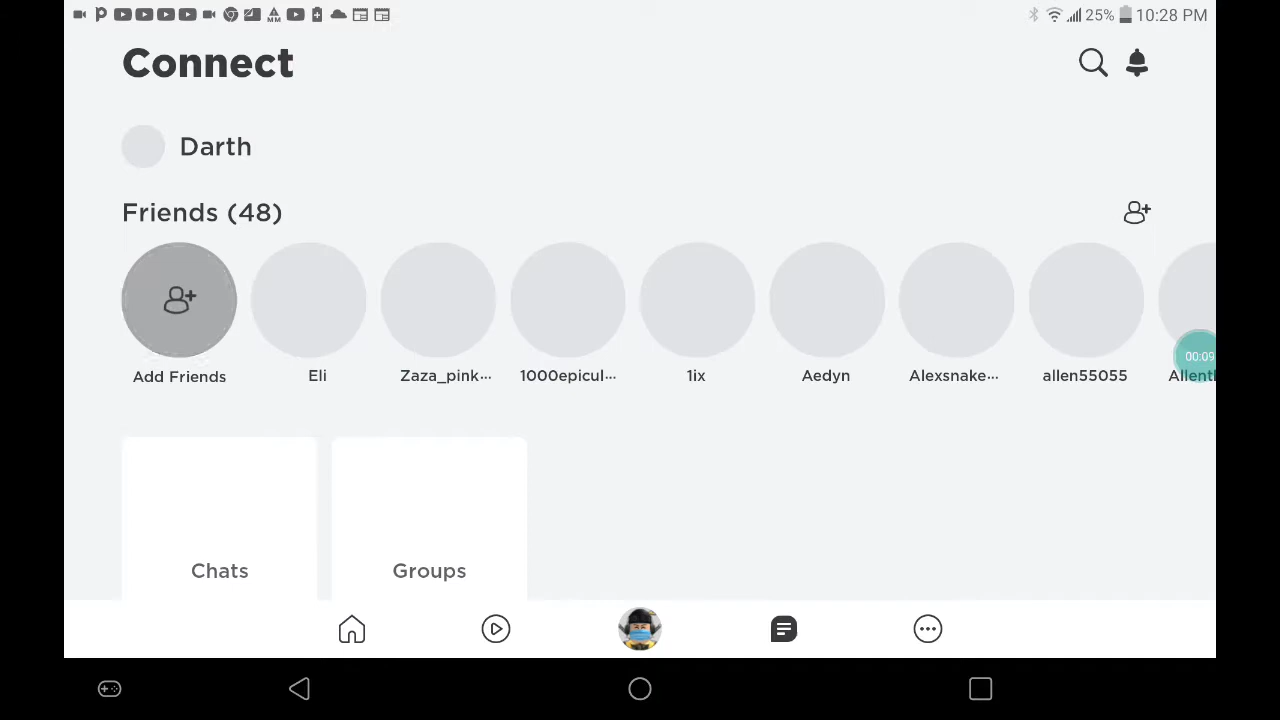 25% 10:28 PM
Connect
Darth
Friends (48)
Add Friends Eli Zaza_pink... 1000epicul... 1ix Aedyn Alexsnake... allen55055
00:09
Chats Groups